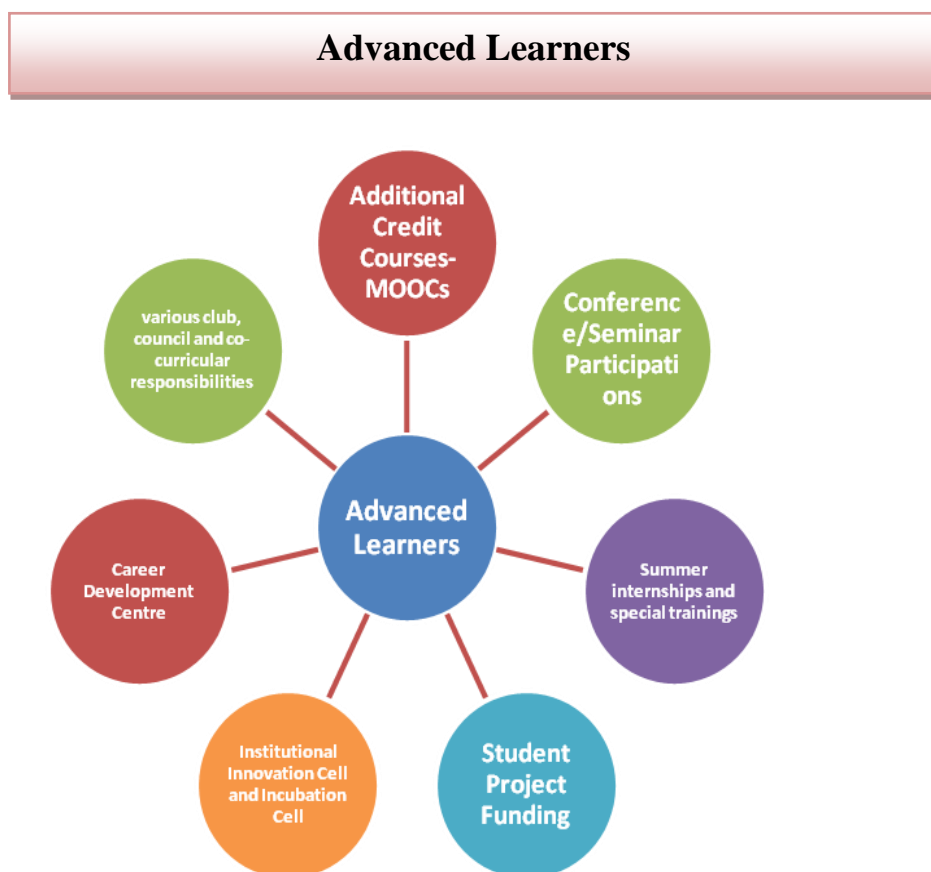 Advanced Learners
Additional
Credit
Courses-
MOOCs
Conferenc
e/Seminar
Participati
ons
Summer
internships and
special trainings
Student
Project
Funding
Institutional
Innovation Cell
and Incubation
Cell
Career
Development
Centre
various club,
council and co-
curricular
responsibilities
Advanced
Learners